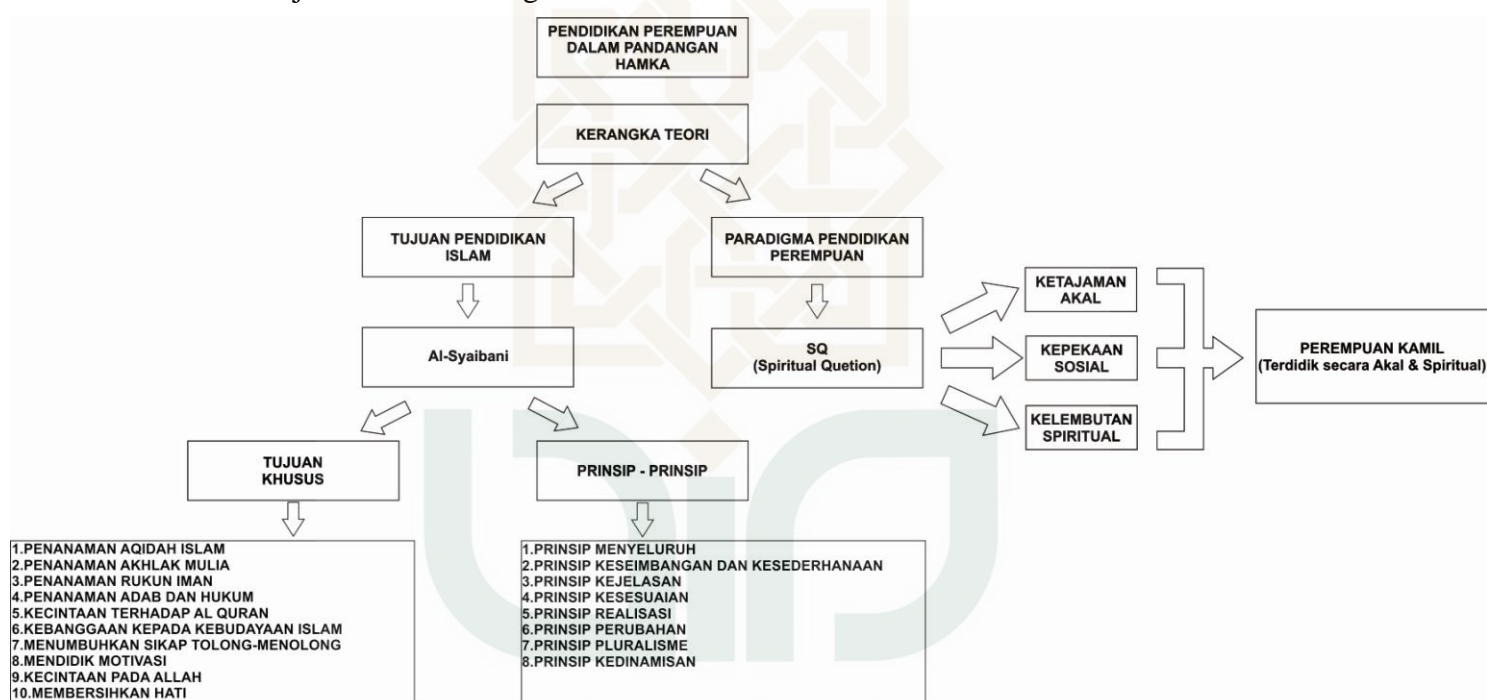 PENDIDIKAN PEREMPUAN
DALAM PANDANGAN
HAMKA
KERANGKA TEORI
TUJUAN PENDIDIKAN
ISLAM
PARADIGMA PENDIDIKAN
PEREMPUAN
Al-Syaibani
SQ
(Spiritual Quetion)
KETAJAMAN
AKAL
KEPEKAAN
SOSIAL
KELEMBUTAN
SPIRITUAL
PEREMPUAN KAMIL
(Terdidik secara Akal & Spiritual)
TUJUAN
KHUSUS
PRINSIP - PRINSIP
1.PENANAMAN AQIDAH ISLAM
2.PENANAMAN AKHLAK MULIA
3.PENANAMAN RUKUN IMAN
4.PENANAMAN ADAB DAN HUKUM
5.KECINTAAN TERHADAP AL QURAN
6.KEBANGGAAN KEPADA KEBUDAYAAN ISLAM
7.MENUMBUHKAN SIKAP TOLONG-MENOLONG
8.MENDIDIK MOTIVASI
9.KECINTAAN PADA ALLAH
10.MEMBERSIHKAN HATI
1.PRINSIP MENYELURUH
2.PRINSIP KESEIMBANGAN DAN KESEDERHANAAN
3.PRINSIP KEJELASAN
4.PRINSIP KESESUAIAN
5.PRINSIP REALISASI
6.PRINSIP PERUBAHAN
7.PRINSIP PLURALISME
8.PRINSIP KEDINAMISAN